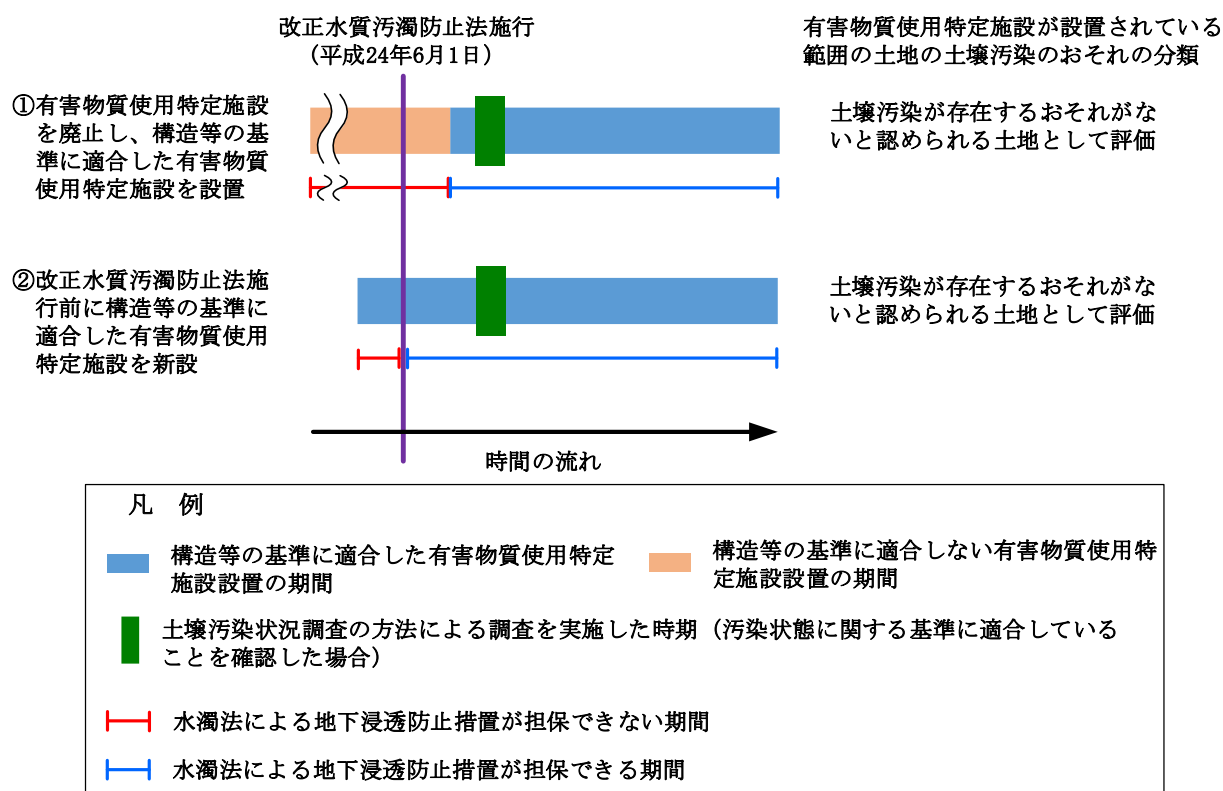 改正水質汚濁防止法施行
（平成24年6月1日）
有害物質使用特定施設が設置されている
範囲の土地の土壌汚染のおそれの分類
①有害物質使用特定施設
を廃止し、構造等の基
準に適合した有害物質
使用特定施設を設置
土壌汚染が存在するおそれがな
いと認められる土地として評価
②改正水質汚濁防止法施
行前に構造等の基準に
適合した有害物質使用
特定施設を新設
土壌汚染が存在するおそれがな
いと認められる土地として評価
時間の流れ
凡　例
構造等の基準に適合した有害物質使用特定
施設設置の期間
構造等の基準に適合しない有害物質使用特
定施設設置の期間
土壌汚染状況調査の方法による調査を実施した時期（汚染状態に関する基準に適合している
ことを確認した場合）
水濁法による地下浸透防止措置が担保できない期間
水濁法による地下浸透防止措置が担保できる期間